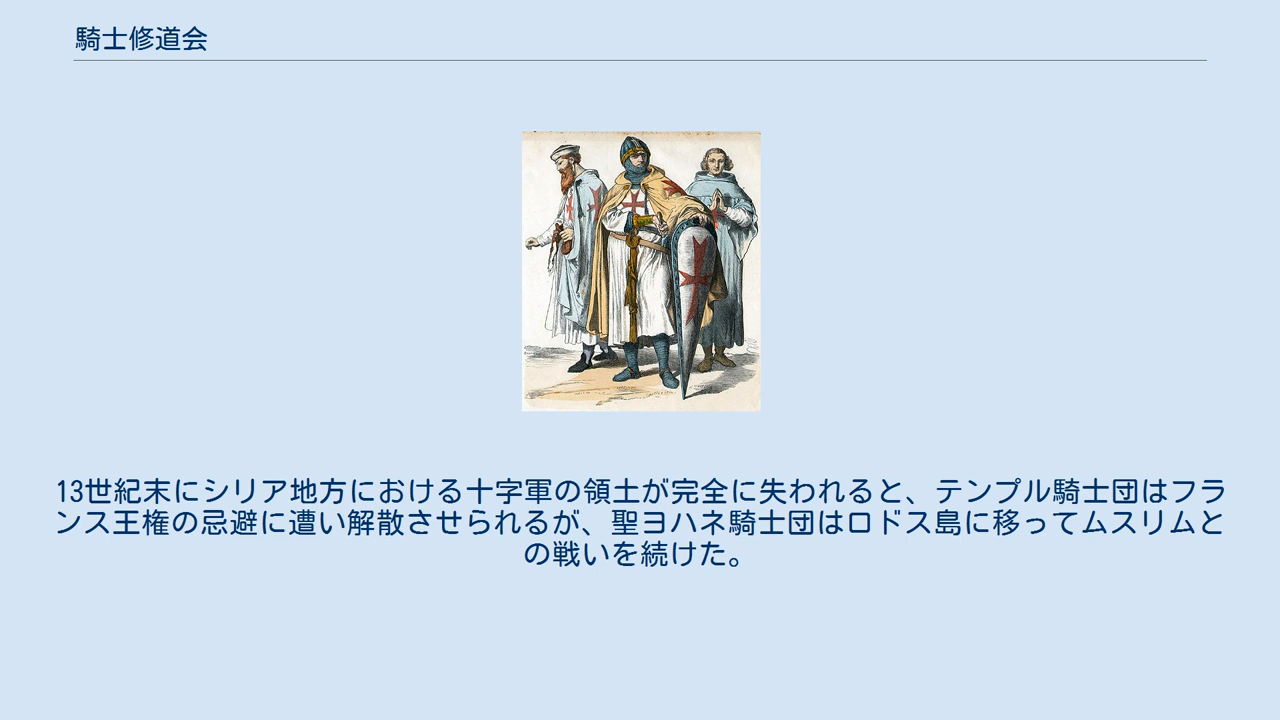 騎士修道会
13世紀末にシリア地方における十字軍の領土が完全に失われると、テンプル騎士団はフラ
ンス王権の忌避に遭い解散させられるが、聖ヨハネ騎士団はロドス島に移ってムスリムと
の戦いを続けた。